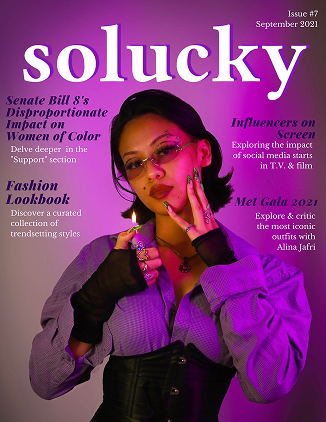 Issue #7
September 2021
solucky
Senate Bill 8's
Disproportionate
Impact on
Women of Color
Delve deeper in the
"Support" section
Influencers on
Screen
Exploring the impact
of social media starts
in T.V. & film
Fashion
Lookbook
Discover a curated
collection of
trendsetting styles
Met Gala 2021
Explore & critic
the most iconic
outfits with
Alina Jafri